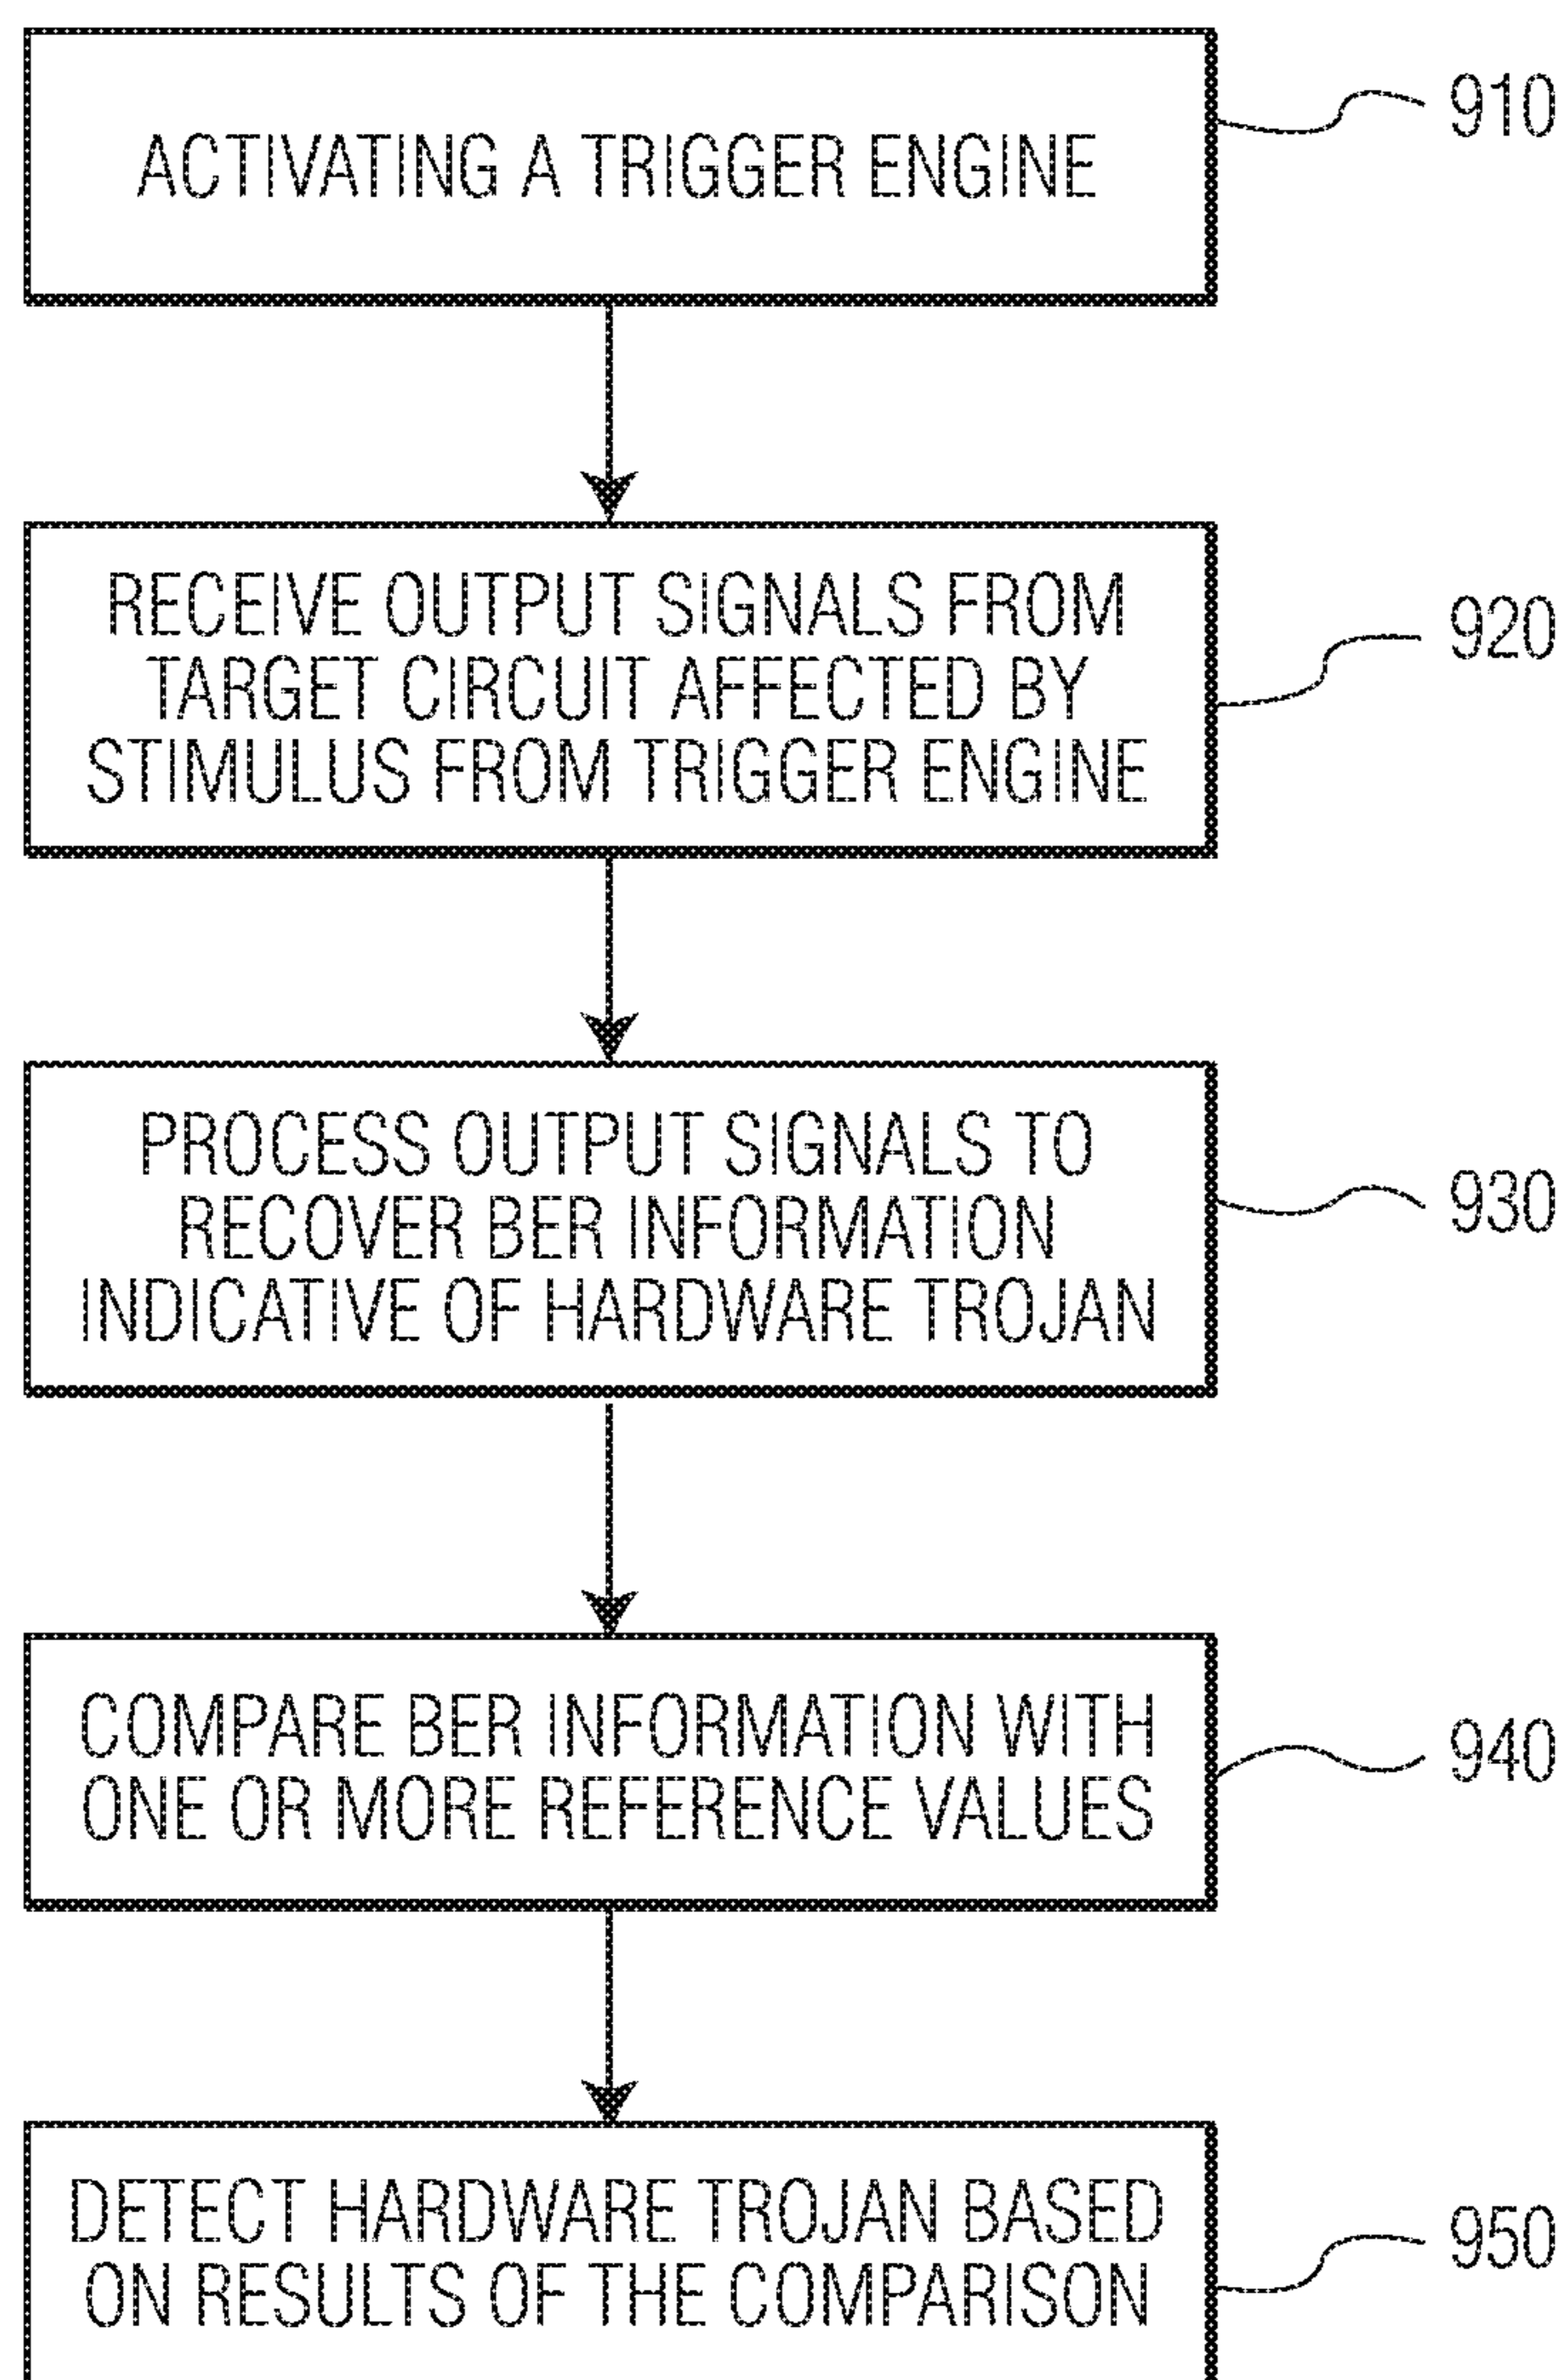 ACTIVATING A TRIGGER ENGINE
910
RECEIVE OUTPUT SIGNALS FROM
TARGET CIRCUIT AFFECTED BY
STIMULUS FROM TRIGGER ENGINE
920
PROCESS OUTPUT SIGNALS TO
RECOVER BER INFORMATION
INDICATIVE OF HARDWARE TROJAN
930
COMPARE BER INFORMATION WITH
ONE OR MORE REFERENCE VALUES
940
DETECT HARDWARE TROJAN BASED
ON RESULTS OF THE COMPARISON
950